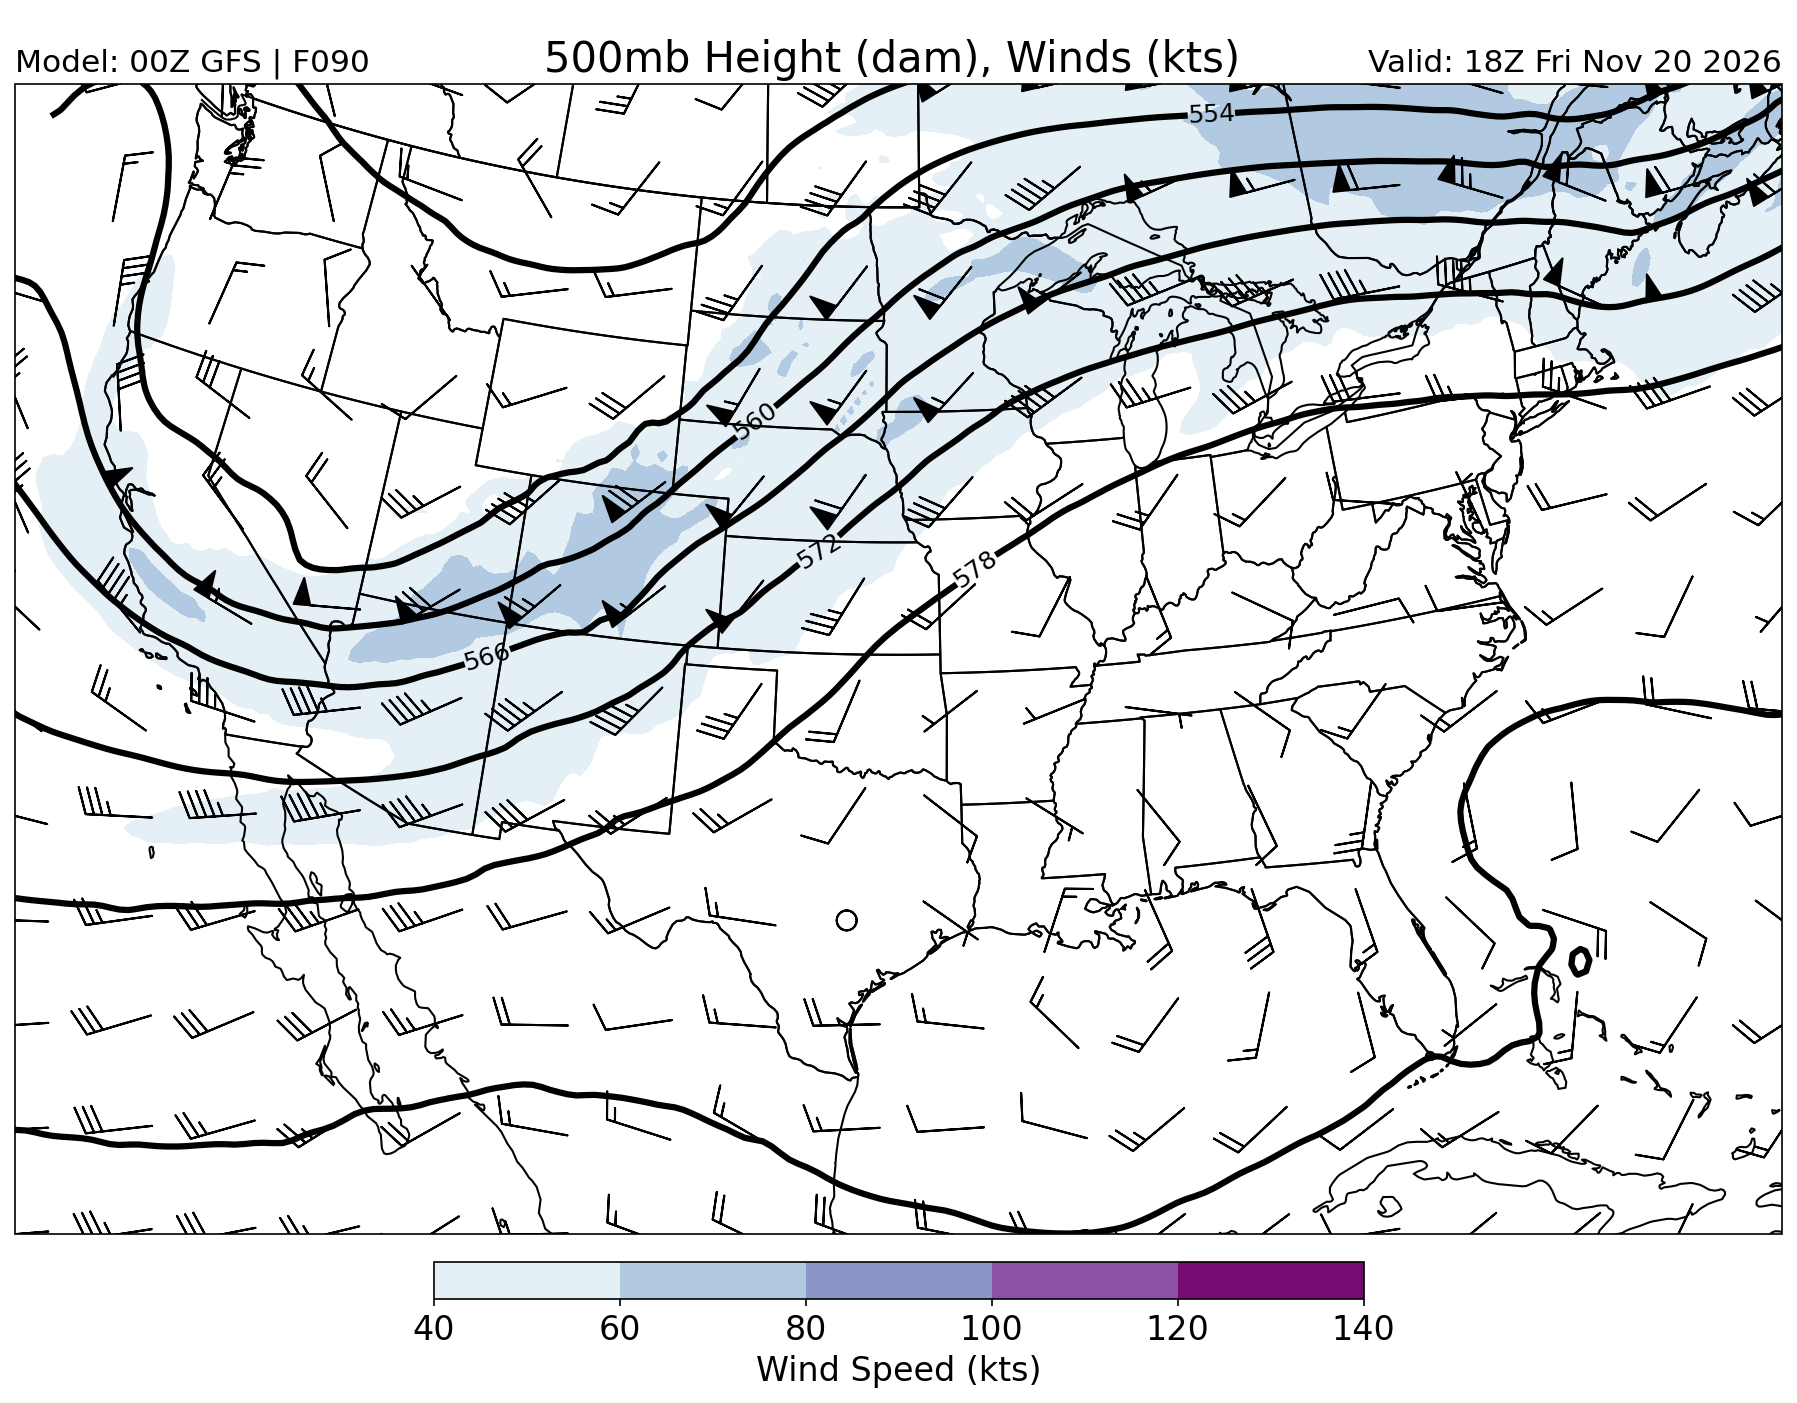 Model: 00Z GFS | F090
500mb Height (dam), Winds (kts)
Valid: 18Z Fri Nov 20 2026
554
560
572
578
566
40 60 80 100 120 140
Wind Speed (kts)